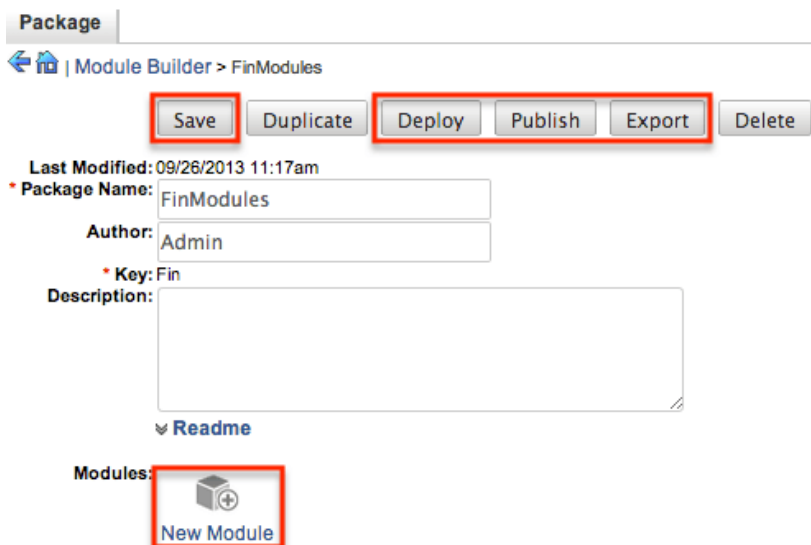 Package
| Module Builder > FinModules
Save Duplicate Deploy Publish Export Delete
Last Modified: 09/26/2013 11:17am
* Package Name: FinModules
Author: Admin
* Key: Fin
Description:
Readme
Modules:
New Module